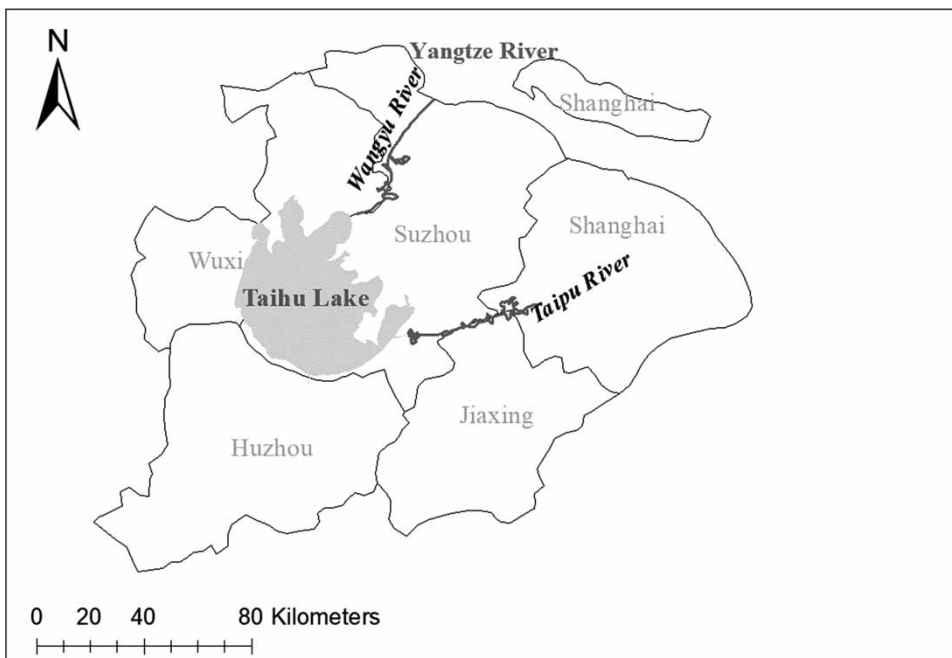 N
Yangtze River
Wangyu River
Shanghai
Suzhou
Shanghai
Wuxi
Taihu Lake
Taipu River
Jiaxing
Huzhou
0 20 40 80 Kilometers